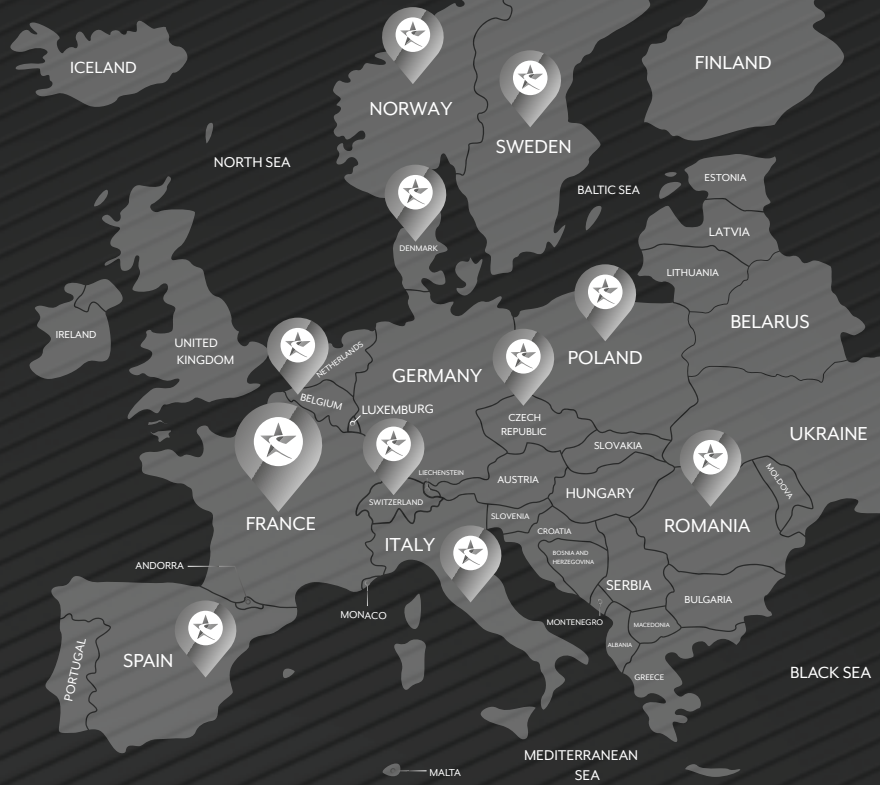 ICELAND
FINLAND
NORWAY
SWEDEN
NORTH SEA
ESTONIA
BALTIC SEA
LATVIA
DENMARK
LITHUANIA
BELARUS
IRELAND
UNITED
KINGDOM
NETHERLANDS
POLAND
GERMANY
BELGIUM
LUXEMBURG
CZECH
REPUBLIC
UKRAINE
SLOVAKIA
LIECHTENSTEIN
AUSTRIA
MOLDOVA
HUNGARY
SWITZERLAND
SLOVENIA
FRANCE
ROMANIA
CROATIA
ITALY
BOSNIA AND
HERZEGOVINA
ANDORRA
SERBIA
BULGARIA
MONACO
MONTENEGRO
MACEDONIA
ALBANIA
SPAIN
PORTUGAL
BLACK SEA
GREECE
MEDITERRANEAN
SEA
MALTA